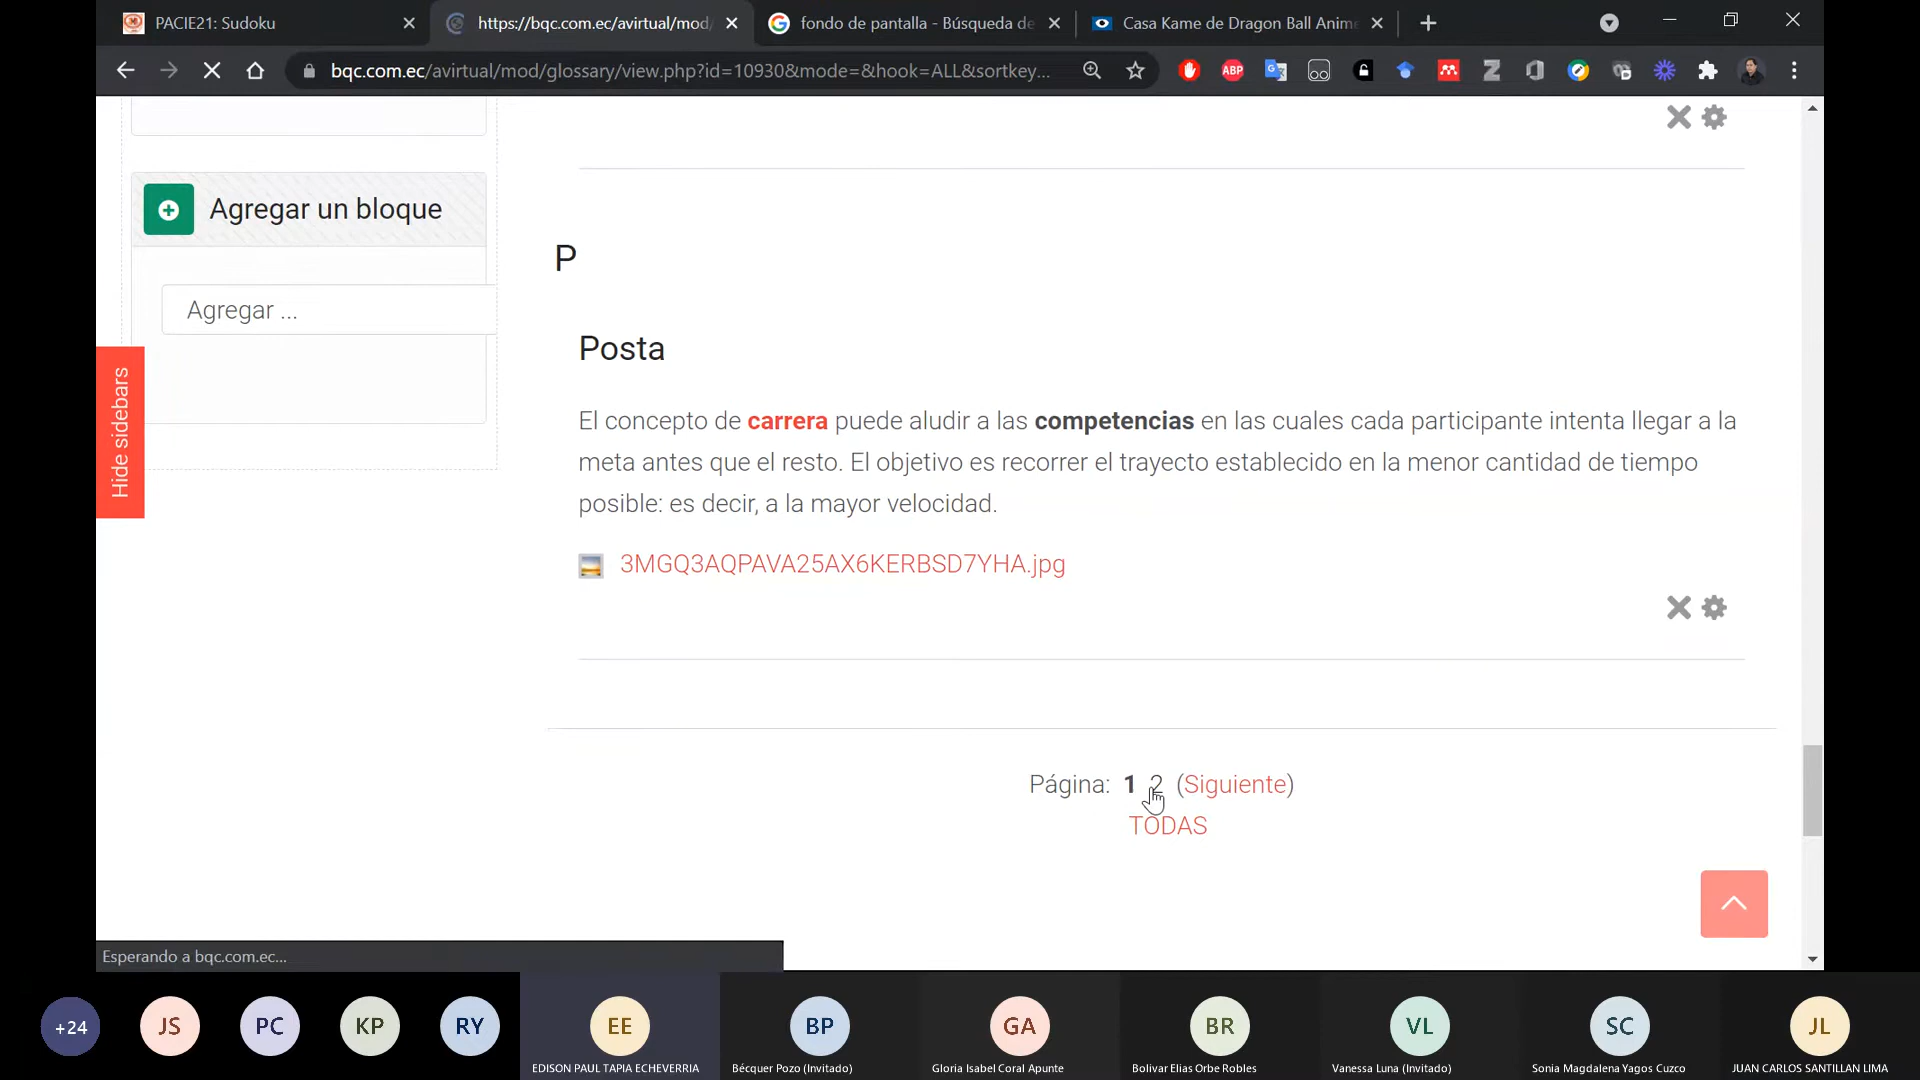 PACIE21: Sudoku
https://bqc.com.ec/avirtual/mod/
fondo de pantalla - Búsqueda de
Casa Kame de Dragon Ball Anime
bqc.com.ec/avirtual/mod/glossary/view.php?id=10930&mode=&hook=ALL&sortkey...
ABP
Agregar un bloque
Agregar ...
Hide sidebars
P
Posta
El concepto de carrera puede aludir a las competencias en las cuales cada participante intenta llegar a la
meta antes que el resto. El objetivo es recorrer el trayecto establecido en la menor cantidad de tiempo
posible: es decir, a la mayor velocidad.
3MGQ3AQPAVA25AX6KERBSD7YHA.jpg
Página: 1 2 (Siguiente)
TODAS
Esperando a bqc.com.ec...
+24
JS
PC
KP
RY
EE
BP
GA
BR
VL
SC
JL
EDISON PAUL TAPIA ECHEVERRIA
Bécquer Pozo (Invitado)
Gloria Isabel Coral Apunte
Bolivar Elias Orbe Robles
Vanessa Luna (Invitado)
Sonia Magdalena Yagos Cuzco
JUAN CARLOS SANTILLAN LIMA